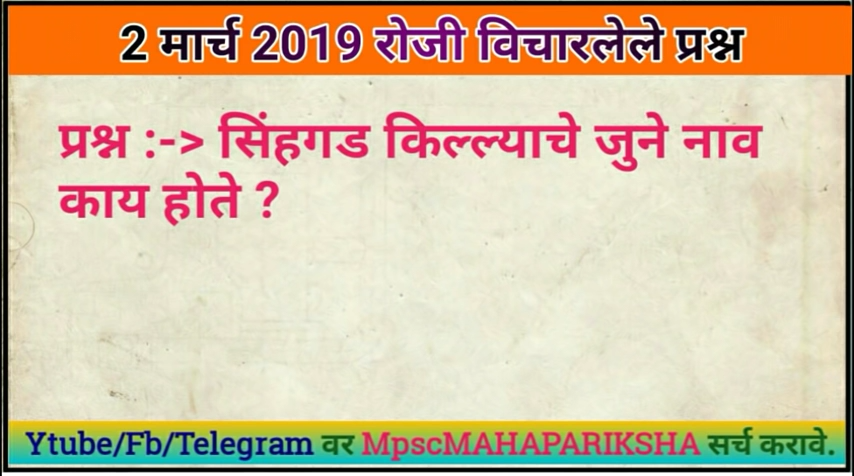 2 मार्च 2019 रोजी विचारलेले प्रश्न
प्रश्न :-> सिंहगड किल्ल्याचे जुने नाव
काय होते ?
Ytube/Fb/Telegram वर MpscMAHAPARIKSHA सर्च करावे.